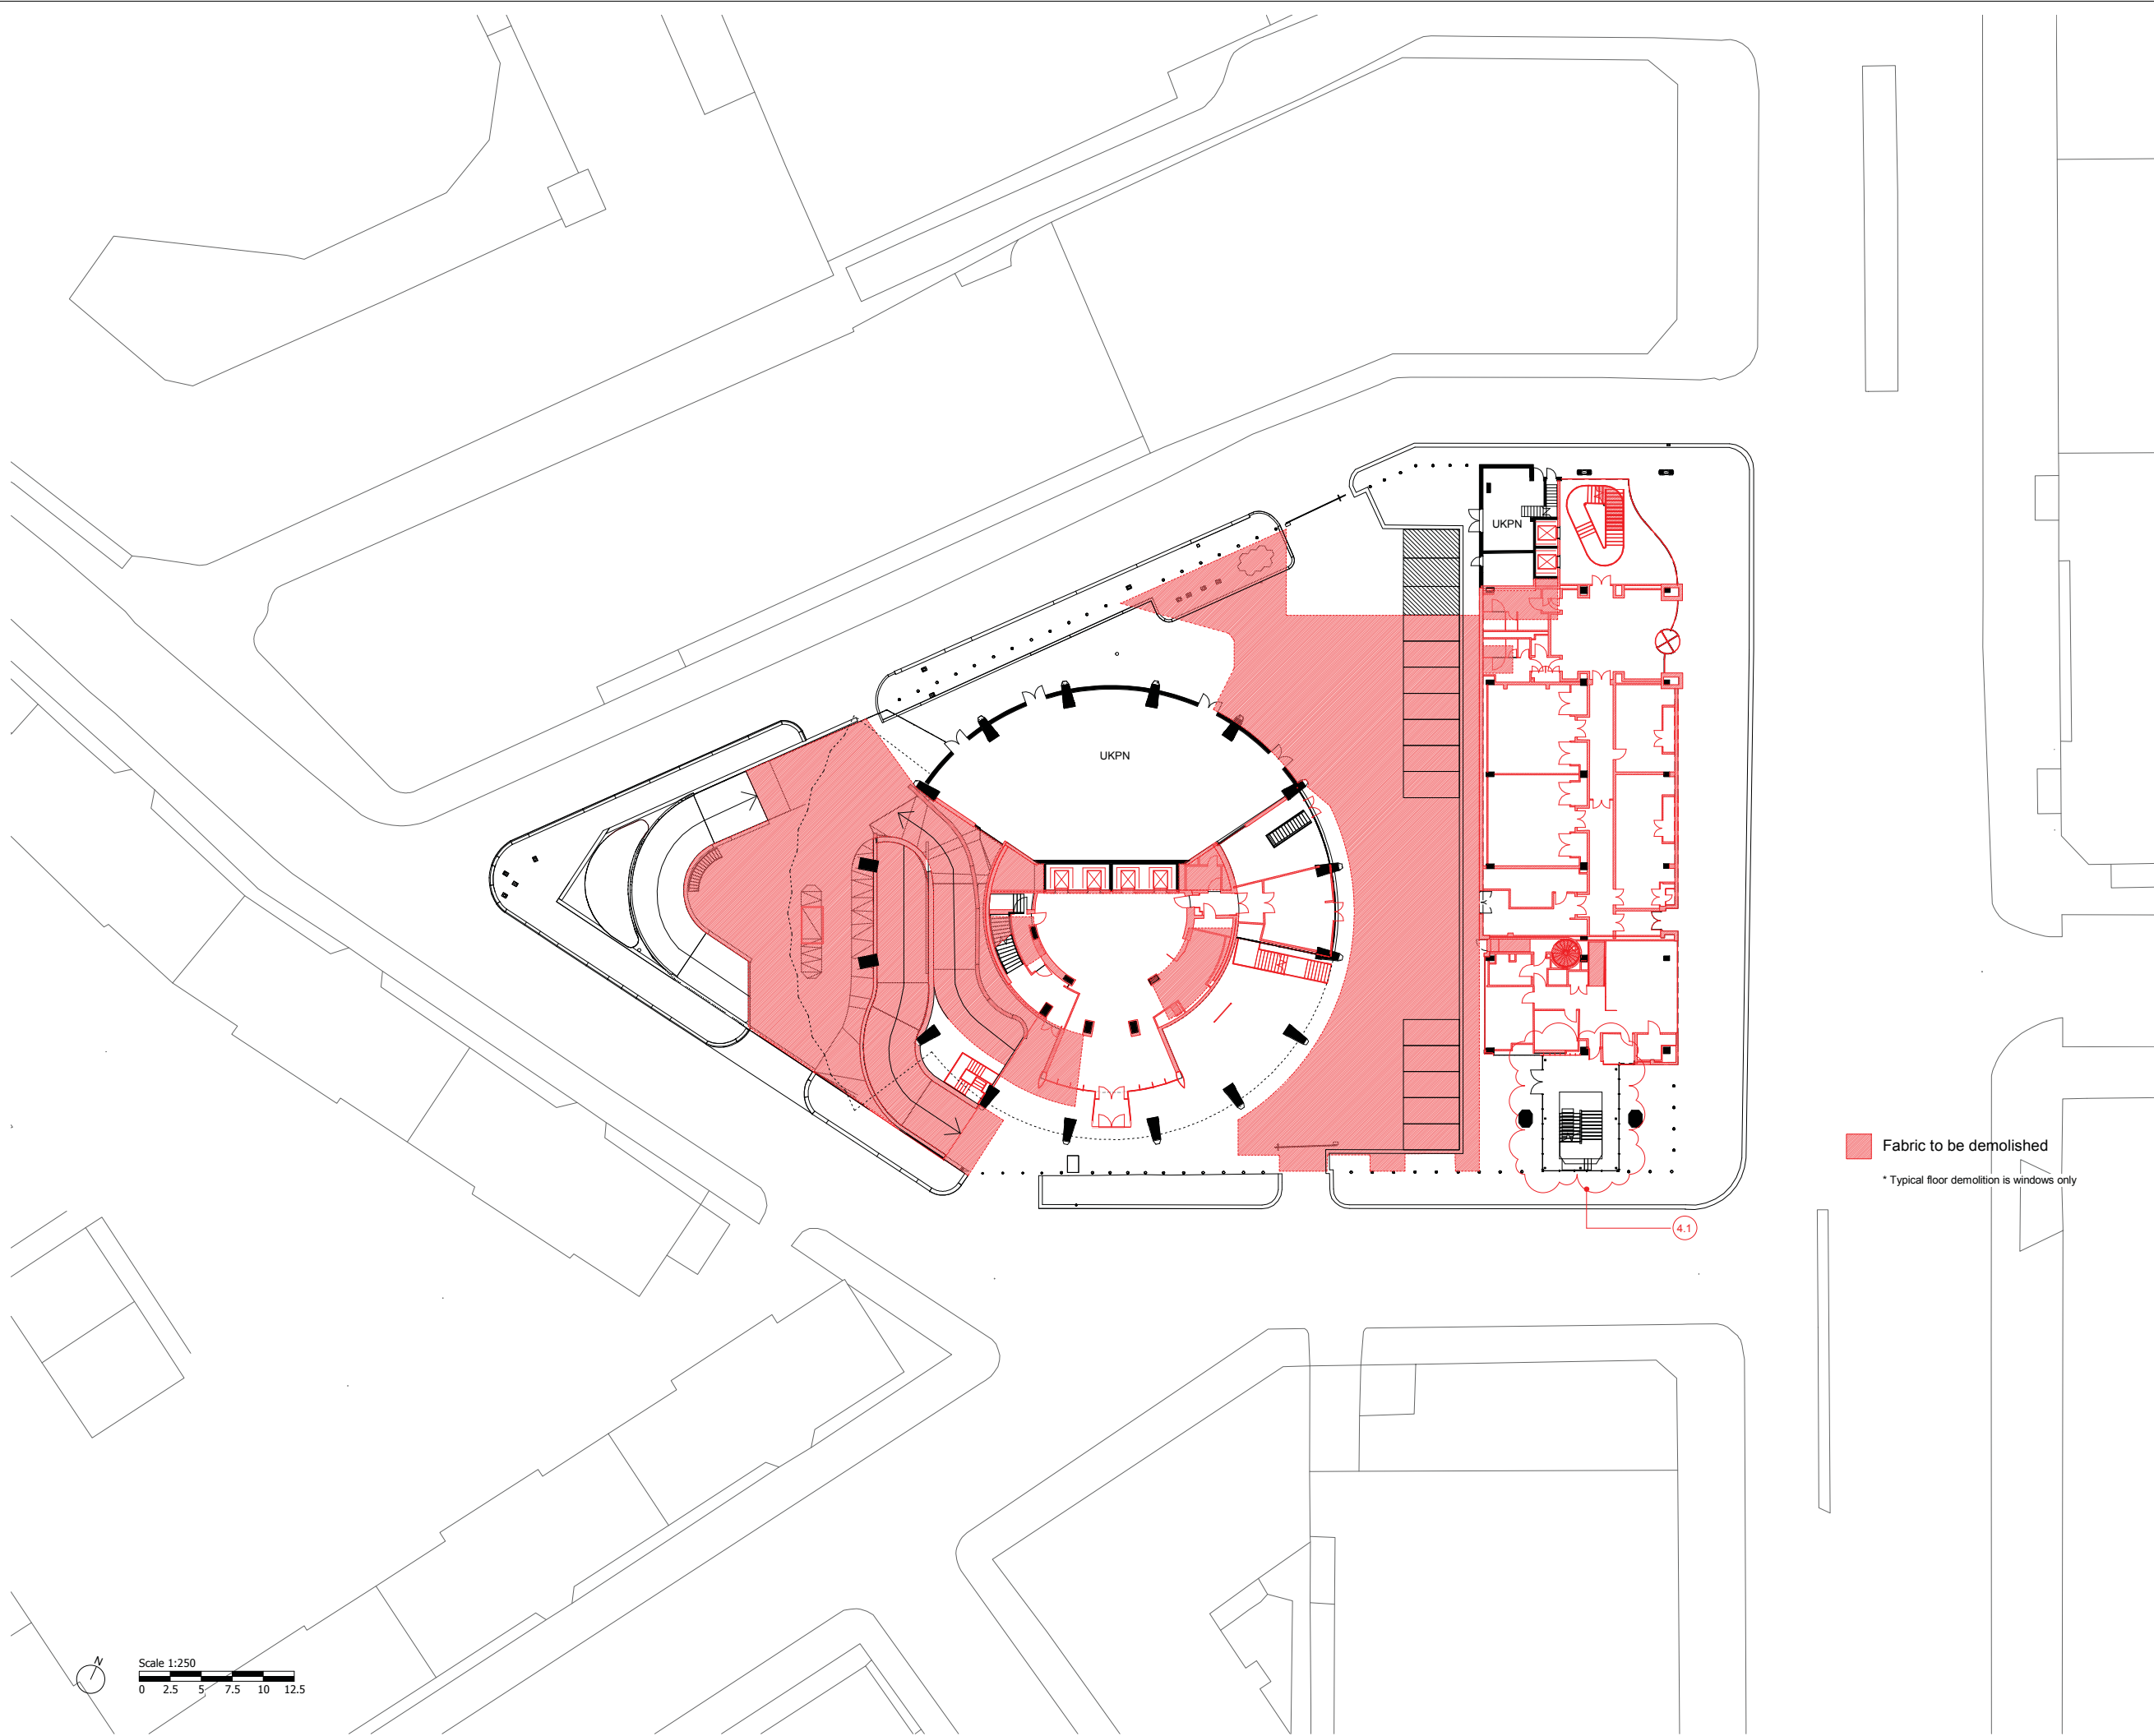 UKPN
UKPN
Fabric to be demolished
* Typical floor demolition is windows only
4.1
N
Scale 1:250
0 2.5 5 7.5 10 12.5